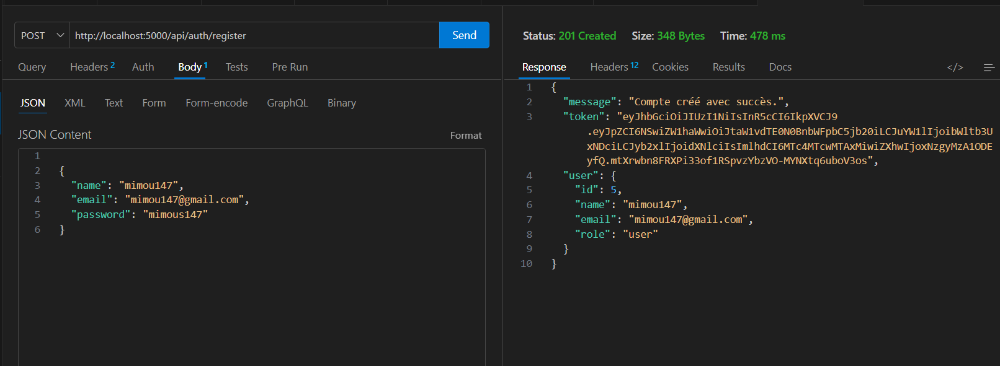 POST http://localhost:5000/api/auth/register Send
Query Headers 2 Auth Body 1 Tests Pre Run
JSON XML Text Form Form-encode GraphQL Binary
JSON Content Format
1
2 {
3 "name": "mimou147",
4 "email": "mimou147@gmail.com",
5 "password": "mimous147"
6 }
Status: 201 Created Size: 348 Bytes Time: 478 ms
Response Headers 12 Cookies Results Docs </>
1 {
2 "message": "Compte créé avec succès.",
3 "token": "eyJhbGciOiJIUzI1NiIsInR5cCI6IkpXVCJ9
.eyJpZCI6NSwiZW1haWwiOiJtaW1vdTE0N0BnbWFpbC5jb20iLCJuYW1lIjoibWltb3U
xNDciLCJyb2xlIjoidXNlciIsImlhdCI6MTc4MTcwMTAxMiwiZXhwIjoxNzgyMzA1ODE
yfQ.mtXrwbn8FRXPi33of1RSpvzYbzVO-MYNXtq6uboV3os",
4 "user": {
5 "id": 5,
6 "name": "mimou147",
7 "email": "mimou147@gmail.com",
8 "role": "user"
9 }
10 }